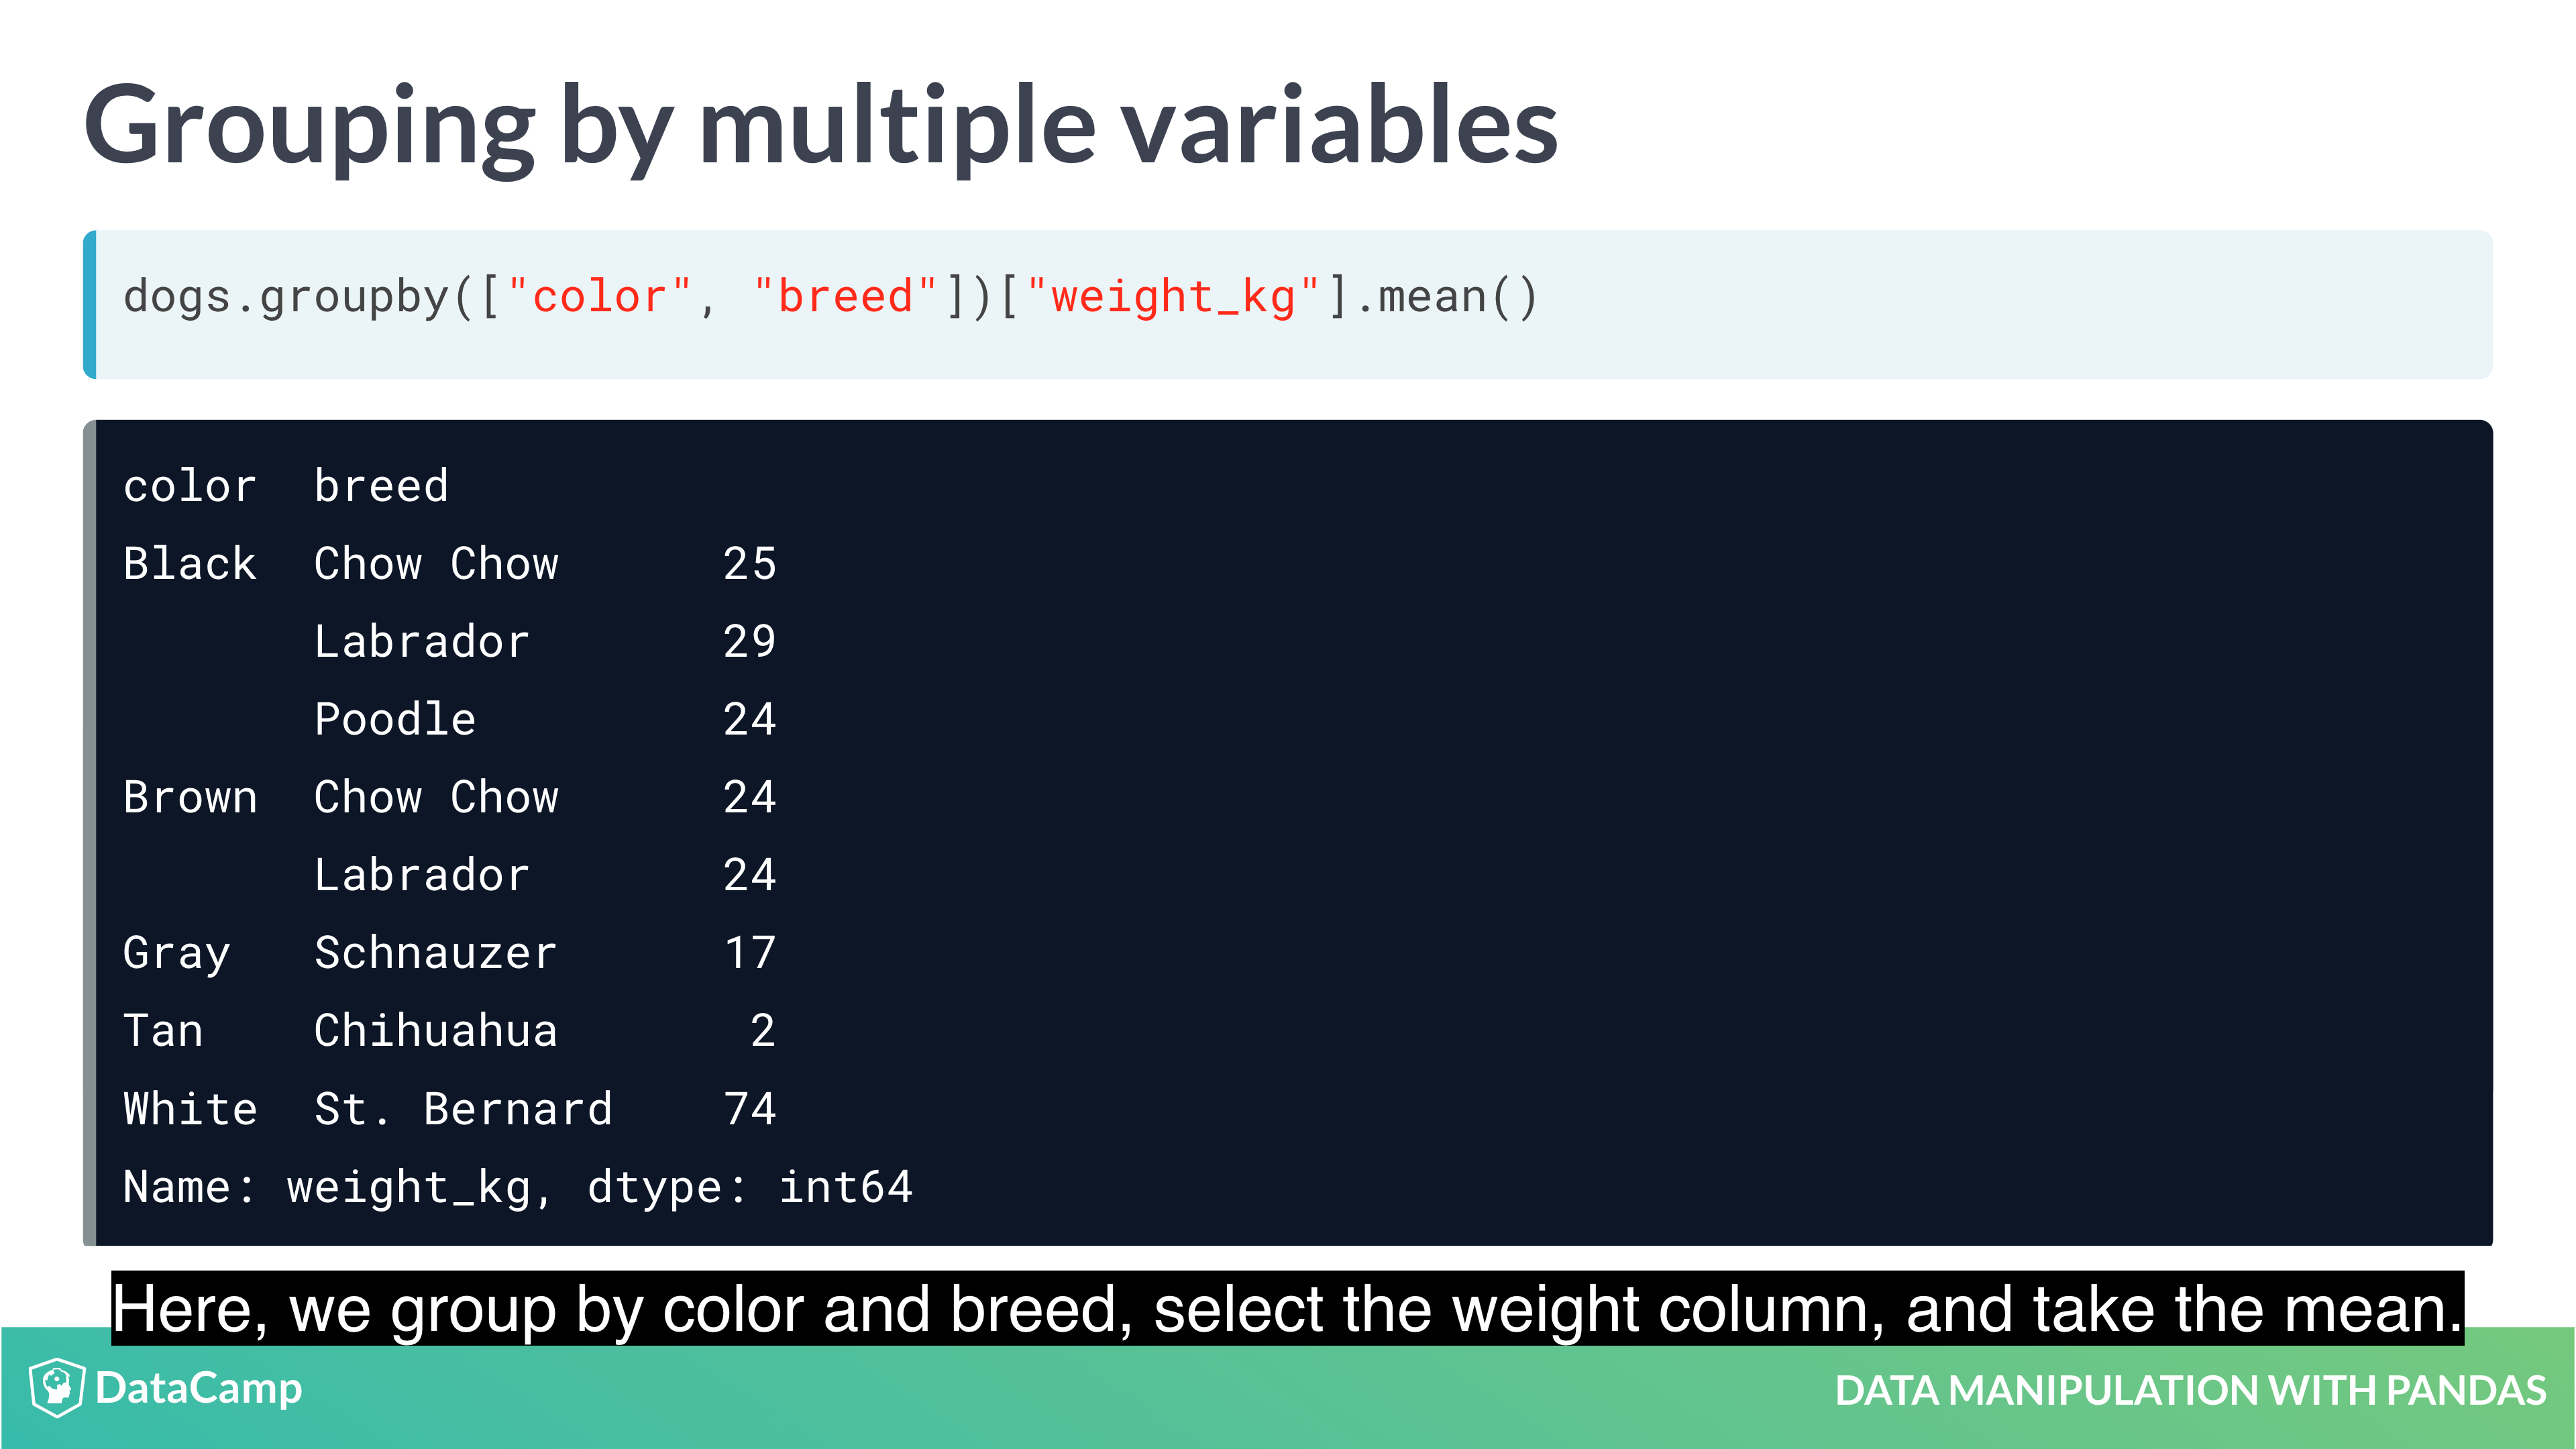 Grouping by multiple variables
dogs.groupby(["color", "breed"])["weight_kg"].mean()
color  breed
Black  Chow Chow      25
       Labrador       29
       Poodle         24
Brown  Chow Chow      24
       Labrador       24
Gray   Schnauzer      17
Tan    Chihuahua       2
White  St. Bernard    74
Name: weight_kg, dtype: int64
Here, we group by color and breed, select the weight column, and take the mean.
DataCamp
DATA MANIPULATION WITH PANDAS